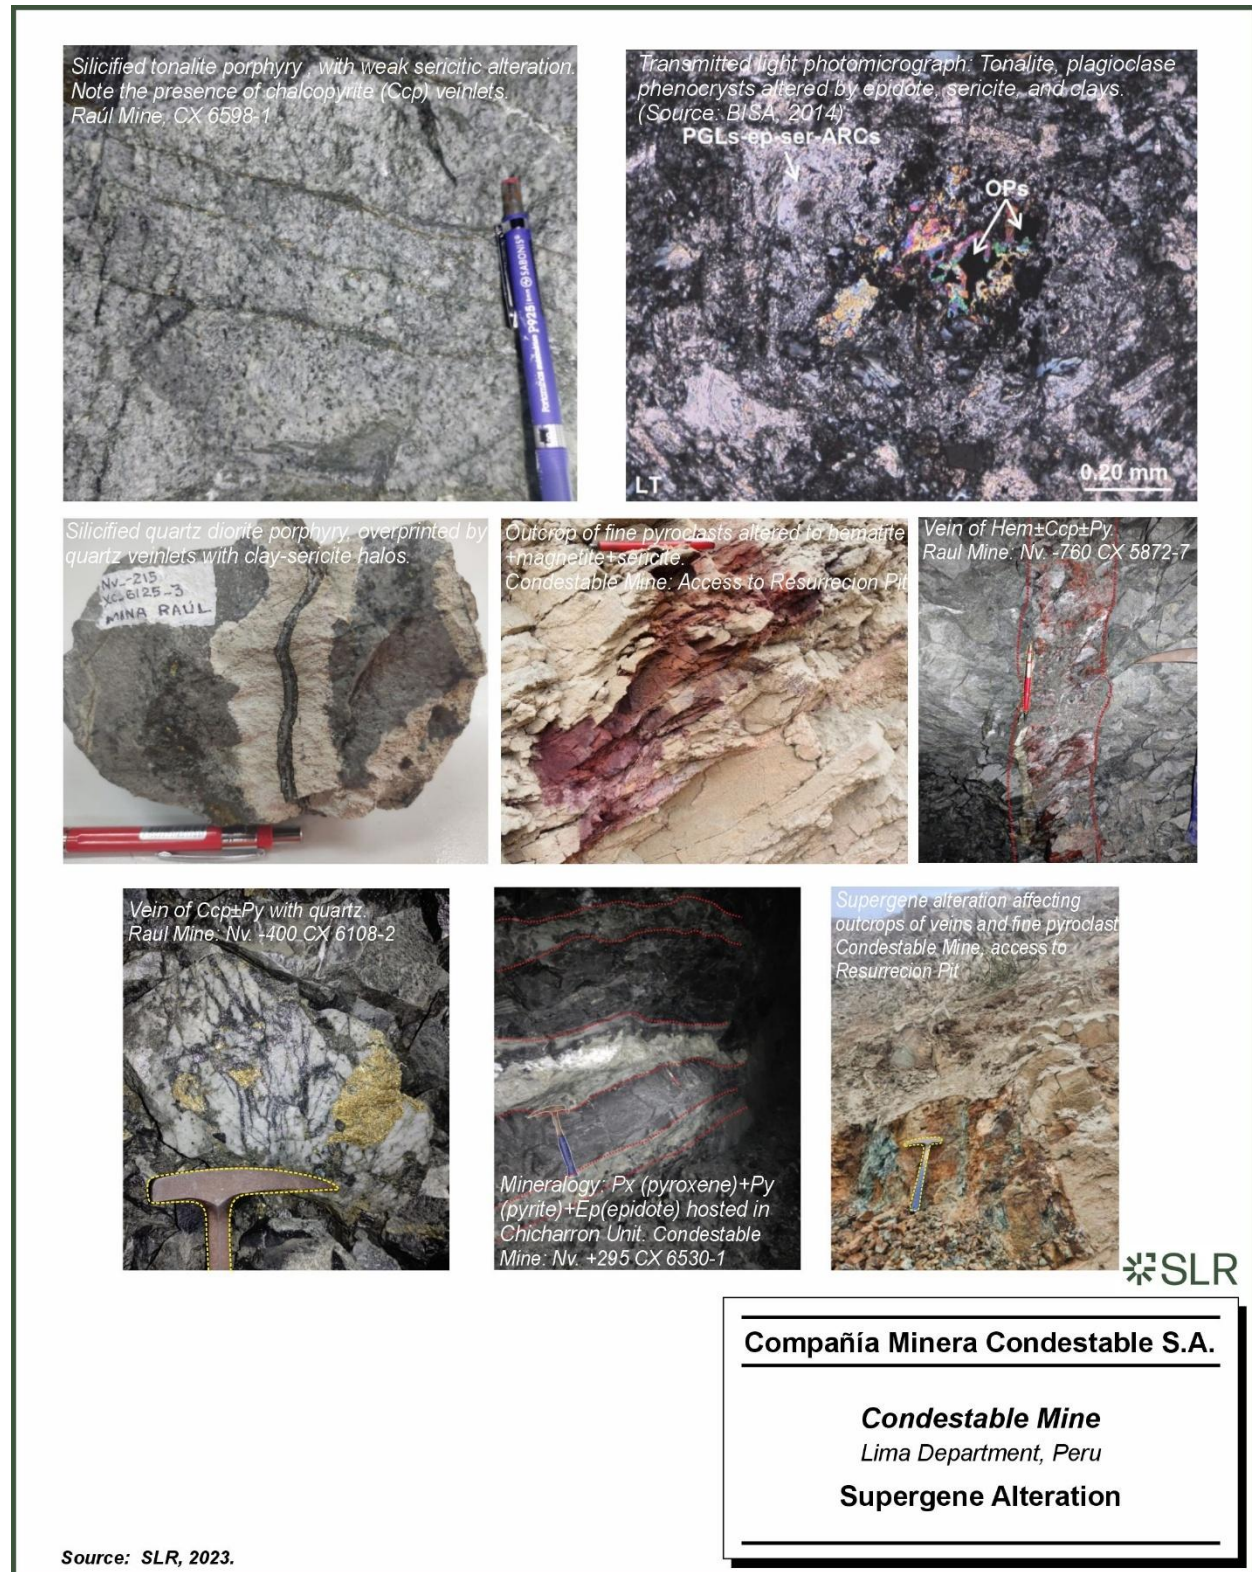 Silicified tonalite porphyry , with weak sericitic alteration.
Note the presence of chalcopyrite (Ccp) veinlets.
Raúl Mine, CX 6598-1
P925 SABONIS®
Transmitted light photomicrograph: Tonalite, plagioclase
phenocrysts altered by epidote, sericite, and clays.
(Source: BISA, 2014)
PGLs-ep-ser-ARCs
OPs
LT
0.20 mm
Silicified quartz diorite porphyry, overprinted by
quartz veinlets with clay-sericite halos.
Nv_-215
XC-6125-3
MINA RAÚL
Outcrop of fine pyroclasts altered to hematite
+magnetite+sericite.
Condestable Mine: Access to Resurrecion Pit
Vein of Hem±Ccp±Py.
Raul Mine: Nv. -760 CX 5872-7
Vein of Ccp±Py with quartz.
Raul Mine: Nv. -400 CX 6108-2
Mineralogy: Px (pyroxene)+Py
(pyrite)+Ep(epidote) hosted in
Chicharron Unit. Condestable
Mine: Nv. +295 CX 6530-1
Supergene alteration affecting
outcrops of veins and fine pyroclast
Condestable Mine, access to
Resurrecion Pit
SLR
Compañía Minera Condestable S.A.
Condestable Mine
Lima Department, Peru
Supergene Alteration
Source: SLR, 2023.